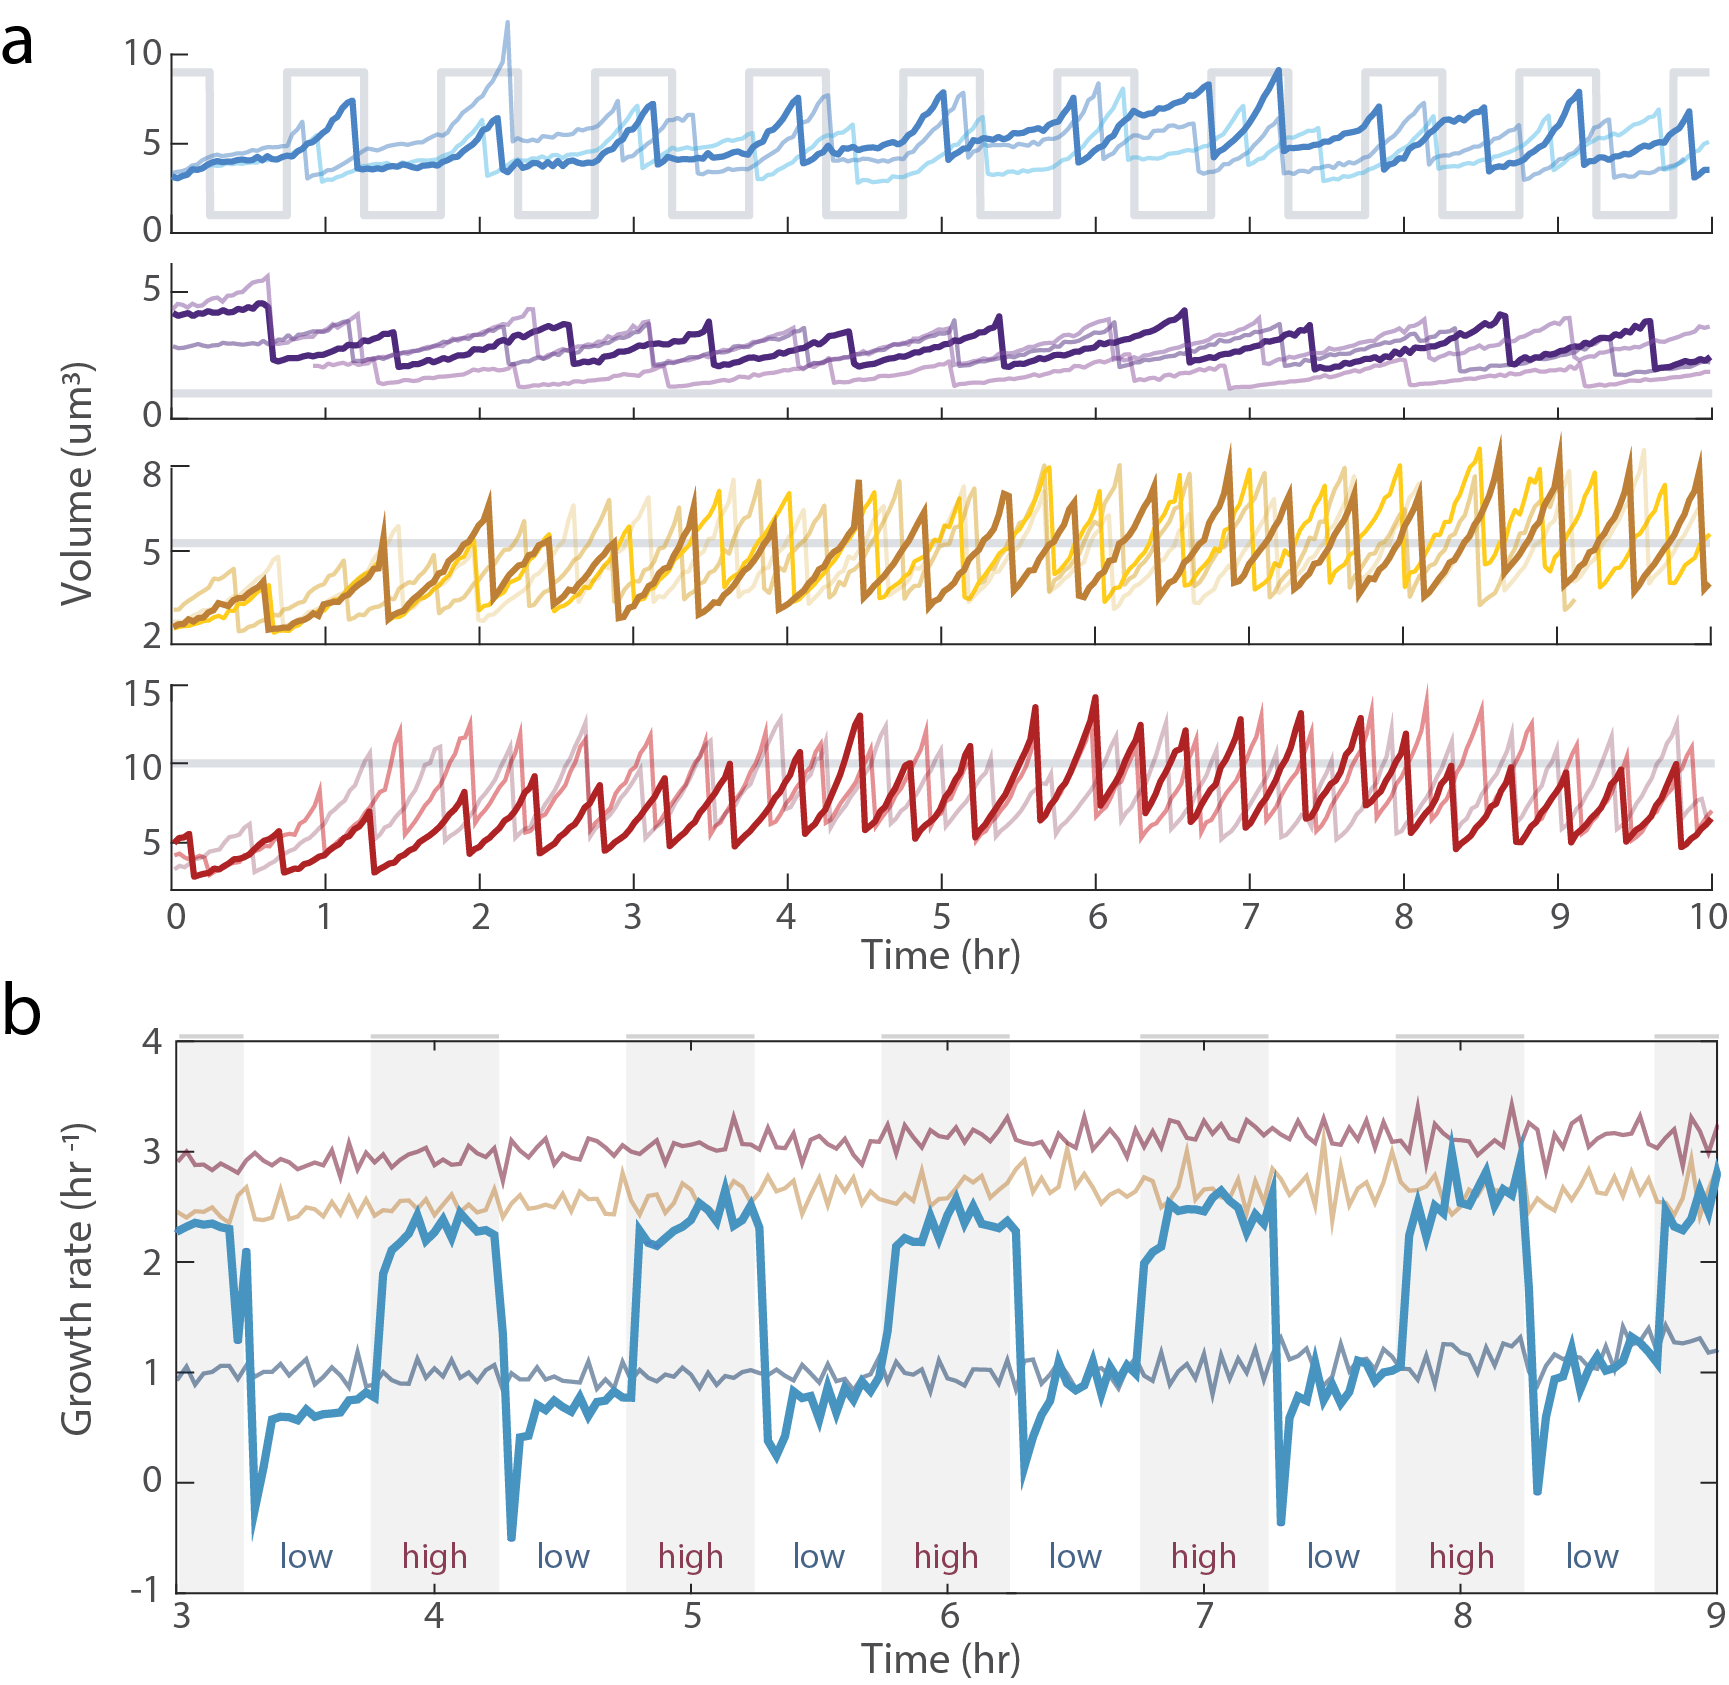 a
10
5
0
5
0
8
5
2
15
10
5
Volume (um³)
0 1 2 3 4 5 6 7 8 9 10
Time (hr)
b
4
3
2
1
0
-1
Growth rate (hr -1)
low high low high low high low high low high low
3 4 5 6 7 8 9
Time (hr)